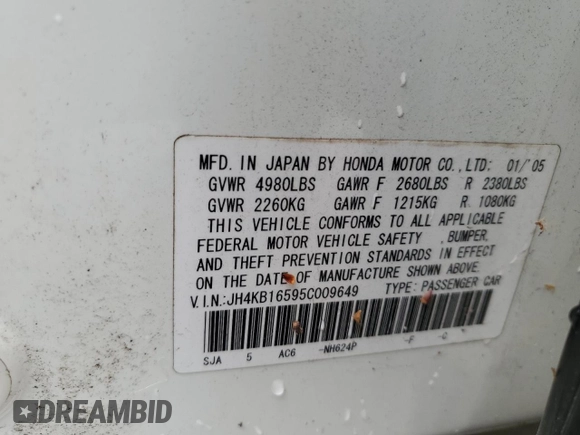 MFD. IN JAPAN BY HONDA MOTOR CO., LTD: 01/'05
GVWR 4980LBS GAWR F 2680LBS R 2380LBS
GVWR 2260KG GAWR F 1215KG R 1080KG
THIS VEHICLE CONFORMS TO ALL APPLICABLE
FEDERAL MOTOR VEHICLE SAFETY , BUMPER,
AND THEFT PREVENTION STANDARDS IN EFFECT
ON THE DATE OF MANUFACTURE SHOWN ABOVE.
V.I.N.:JH4KB16595C009649 TYPE: PASSENGER CAR
SJA 5 AC6 -NH624P
DREAMBID